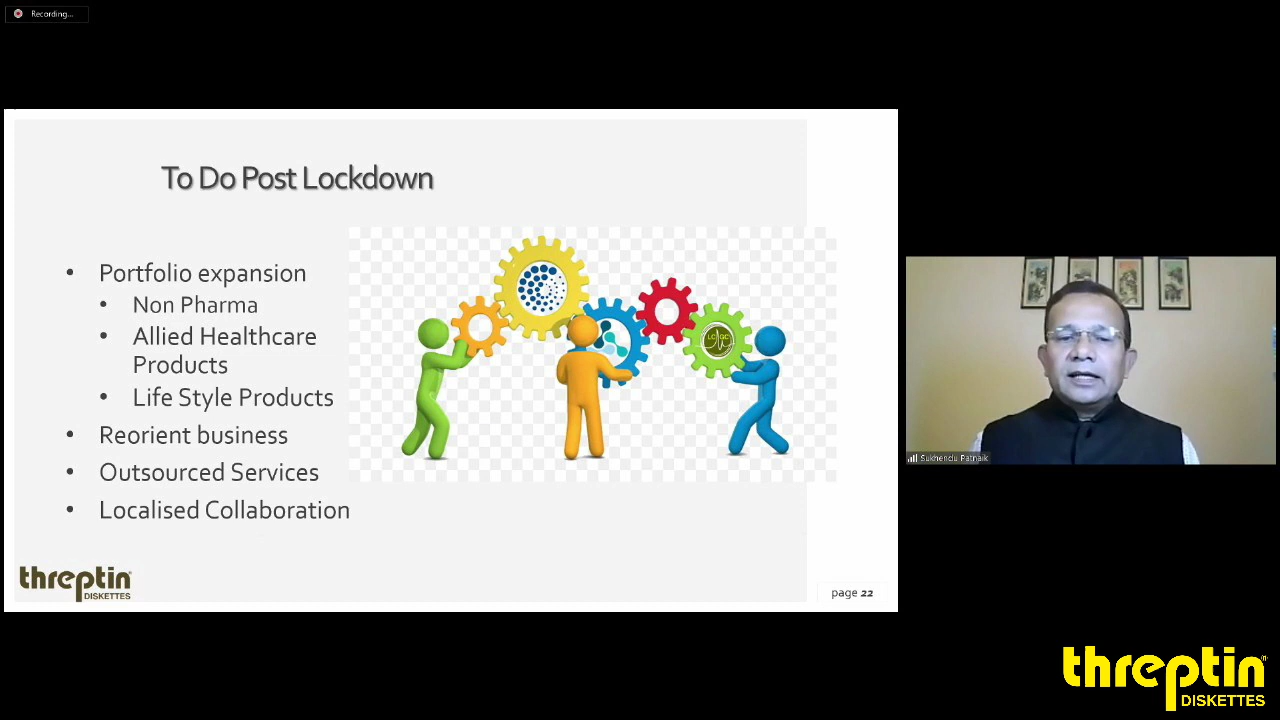 Recording...
To Do Post Lockdown
• Portfolio expansion
• Non Pharma
• Allied Healthcare
Products
• Life Style Products
• Reorient business
• Outsourced Services
• Localised Collaboration
LCGC
threptin®
DISKETTES
page 22
Sukhendu Patnaik
threptin®
DISKETTES